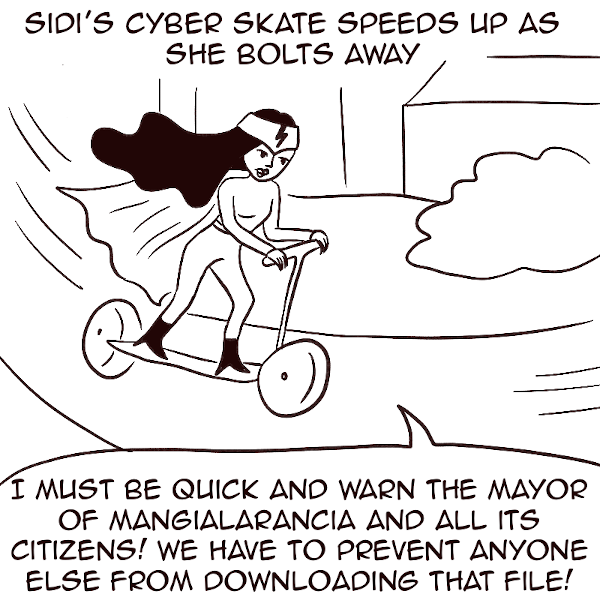 SIDI'S CYBER SKATE SPEEDS UP AS
SHE BOLTS AWAY
I MUST BE QUICK AND WARN THE MAYOR
OF MANGIALARANCIA AND ALL ITS
CITIZENS! WE HAVE TO PREVENT ANYONE
ELSE FROM DOWNLOADING THAT FILE!